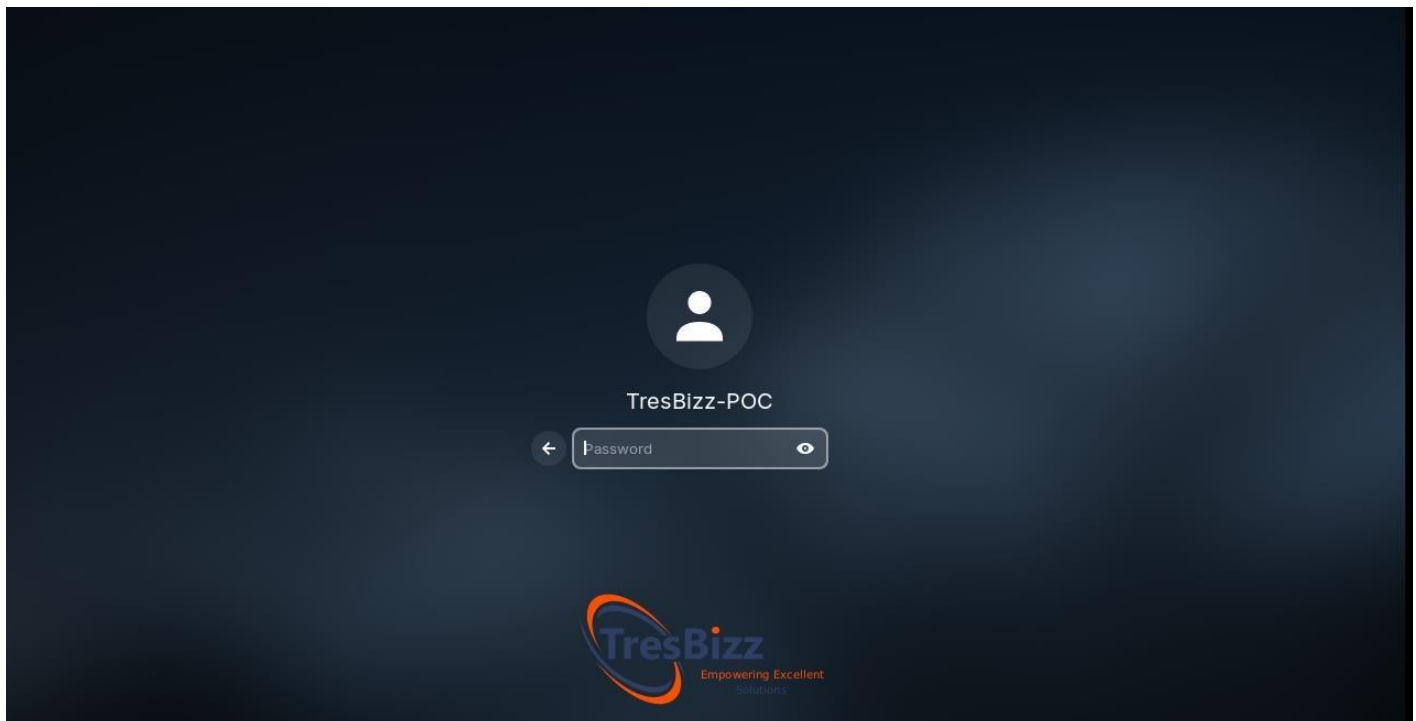 TresBizz-POC
Password
TresBizz
Empowering Excellent
Solutions